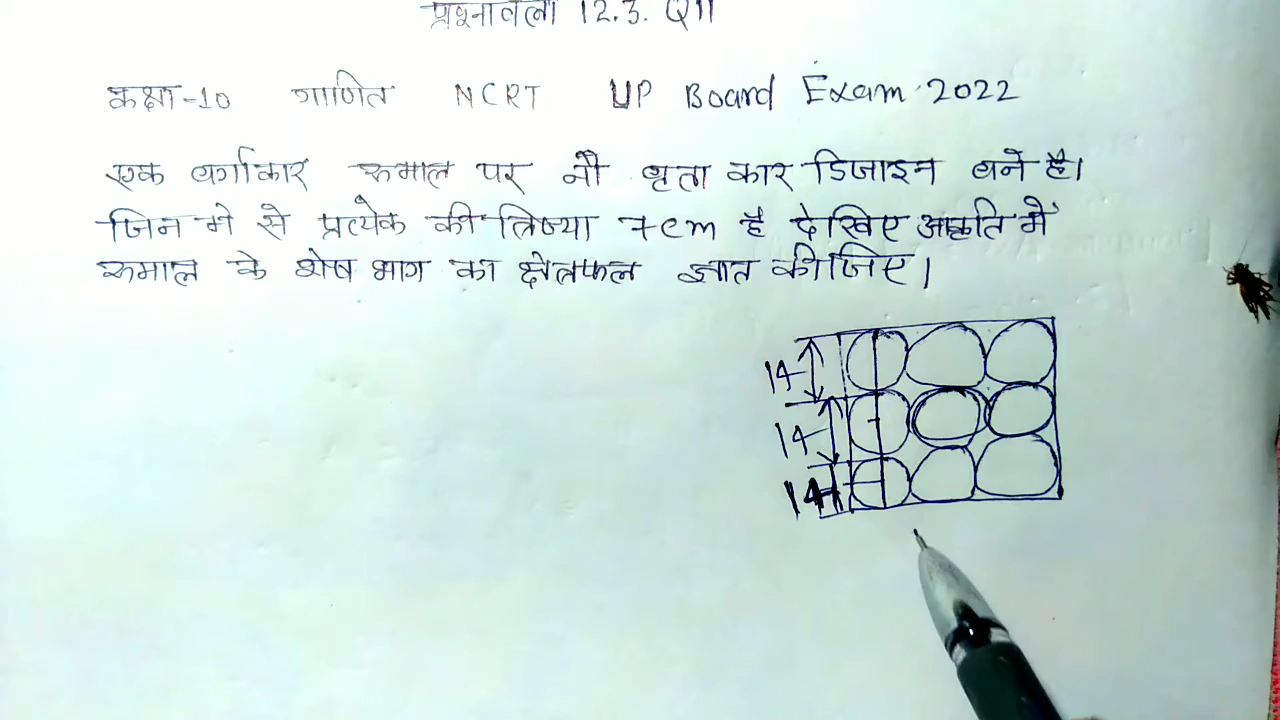 प्रश्नावली 12.3. Q11
कक्षा-10 गणित NCRT UP Board Exam 2022
एक वर्गाकार रुमाल पर नौ वृताकार डिजाइन बने है।
जिन मे से प्रत्येक की त्रिज्या 7cm है देखिए आकृति में
रुमाल के शेष भाग का क्षेत्रफल ज्ञात कीजिए।
14
14
14